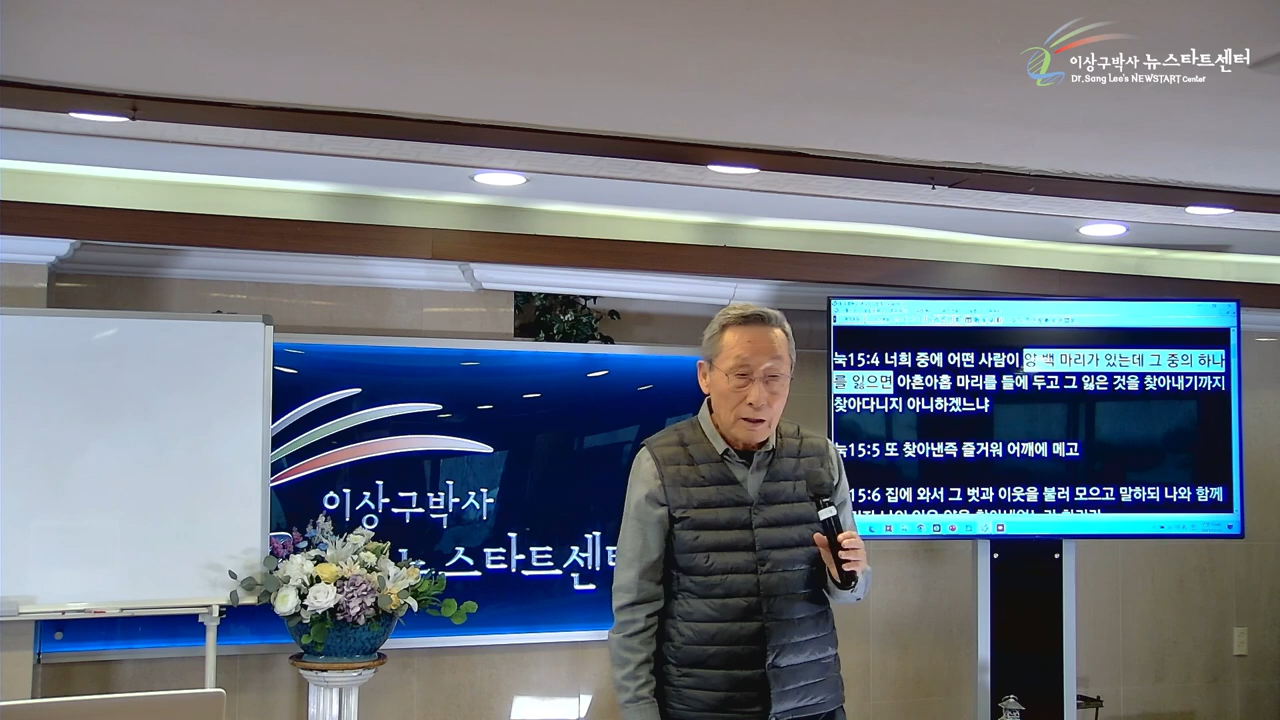 이상구박사 뉴스타트센터
Dr. Sang Lee's NEWSTART Center
이상구박사
뉴스타트센
눅15:4 너희 중에 어떤 사람이 양 백 마리가 있는데 그 중의 하나
를 잃으면 아흔아홉 마리를 들에 두고 그 잃은 것을 찾아내기까지
찾아다니지 아니하겠느냐
눅15:5 또 찾아낸즉 즐거워 어깨에 메고
15:6 집에 와서 그 벗과 이웃을 불러 모으고 말하되 나와 함께